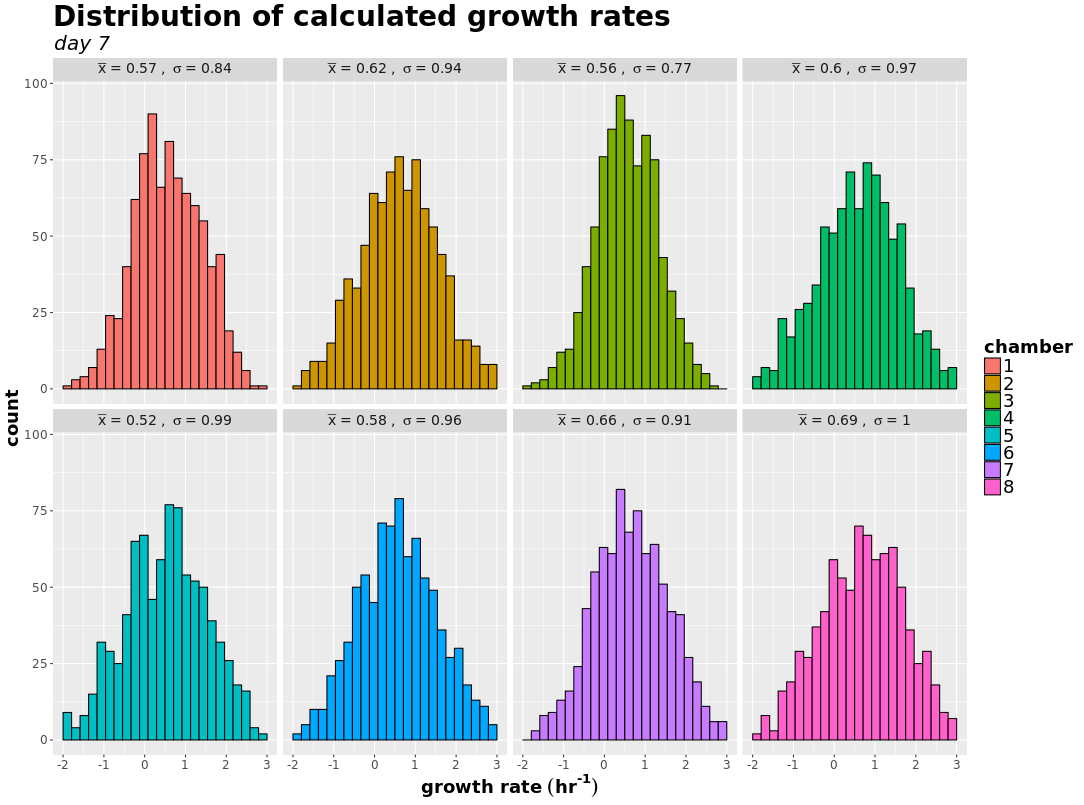 Distribution of calculated growth rates
day 7
x̅ = 0.57 , σ = 0.84
x̅ = 0.62 , σ = 0.94
x̅ = 0.56 , σ = 0.77
x̅ = 0.6 , σ = 0.97
100
75
50
25
0
x̅ = 0.52 , σ = 0.99
x̅ = 0.58 , σ = 0.96
x̅ = 0.66 , σ = 0.91
x̅ = 0.69 , σ = 1
100
75
50
25
0
count
-2 -1 0 1 2 3
-2 -1 0 1 2 3
-2 -1 0 1 2 3
-2 -1 0 1 2 3
growth rate (hr⁻¹)
chamber
1
2
3
4
5
6
7
8